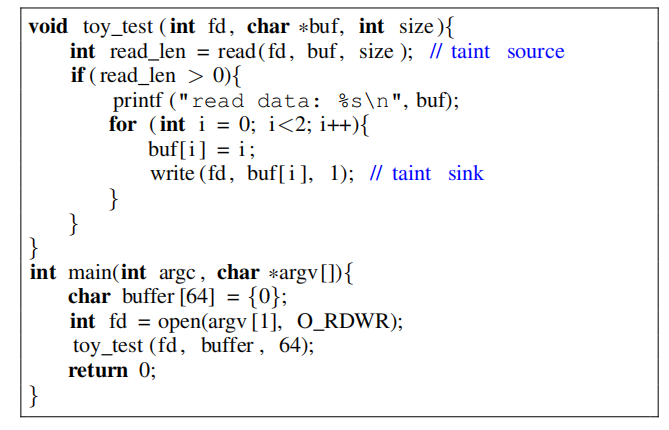 void toy_test(int fd, char *buf, int size){
int read_len = read(fd, buf, size); // taint source
if(read_len > 0){
printf("read data: %s\n", buf);
for (int i = 0; i<2; i++){
buf[i] = i;
write(fd, buf[i], 1); // taint sink
}
}
}
int main(int argc, char *argv[]){
char buffer[64] = {0};
int fd = open(argv[1], O_RDWR);
toy_test(fd, buffer, 64);
return 0;
}